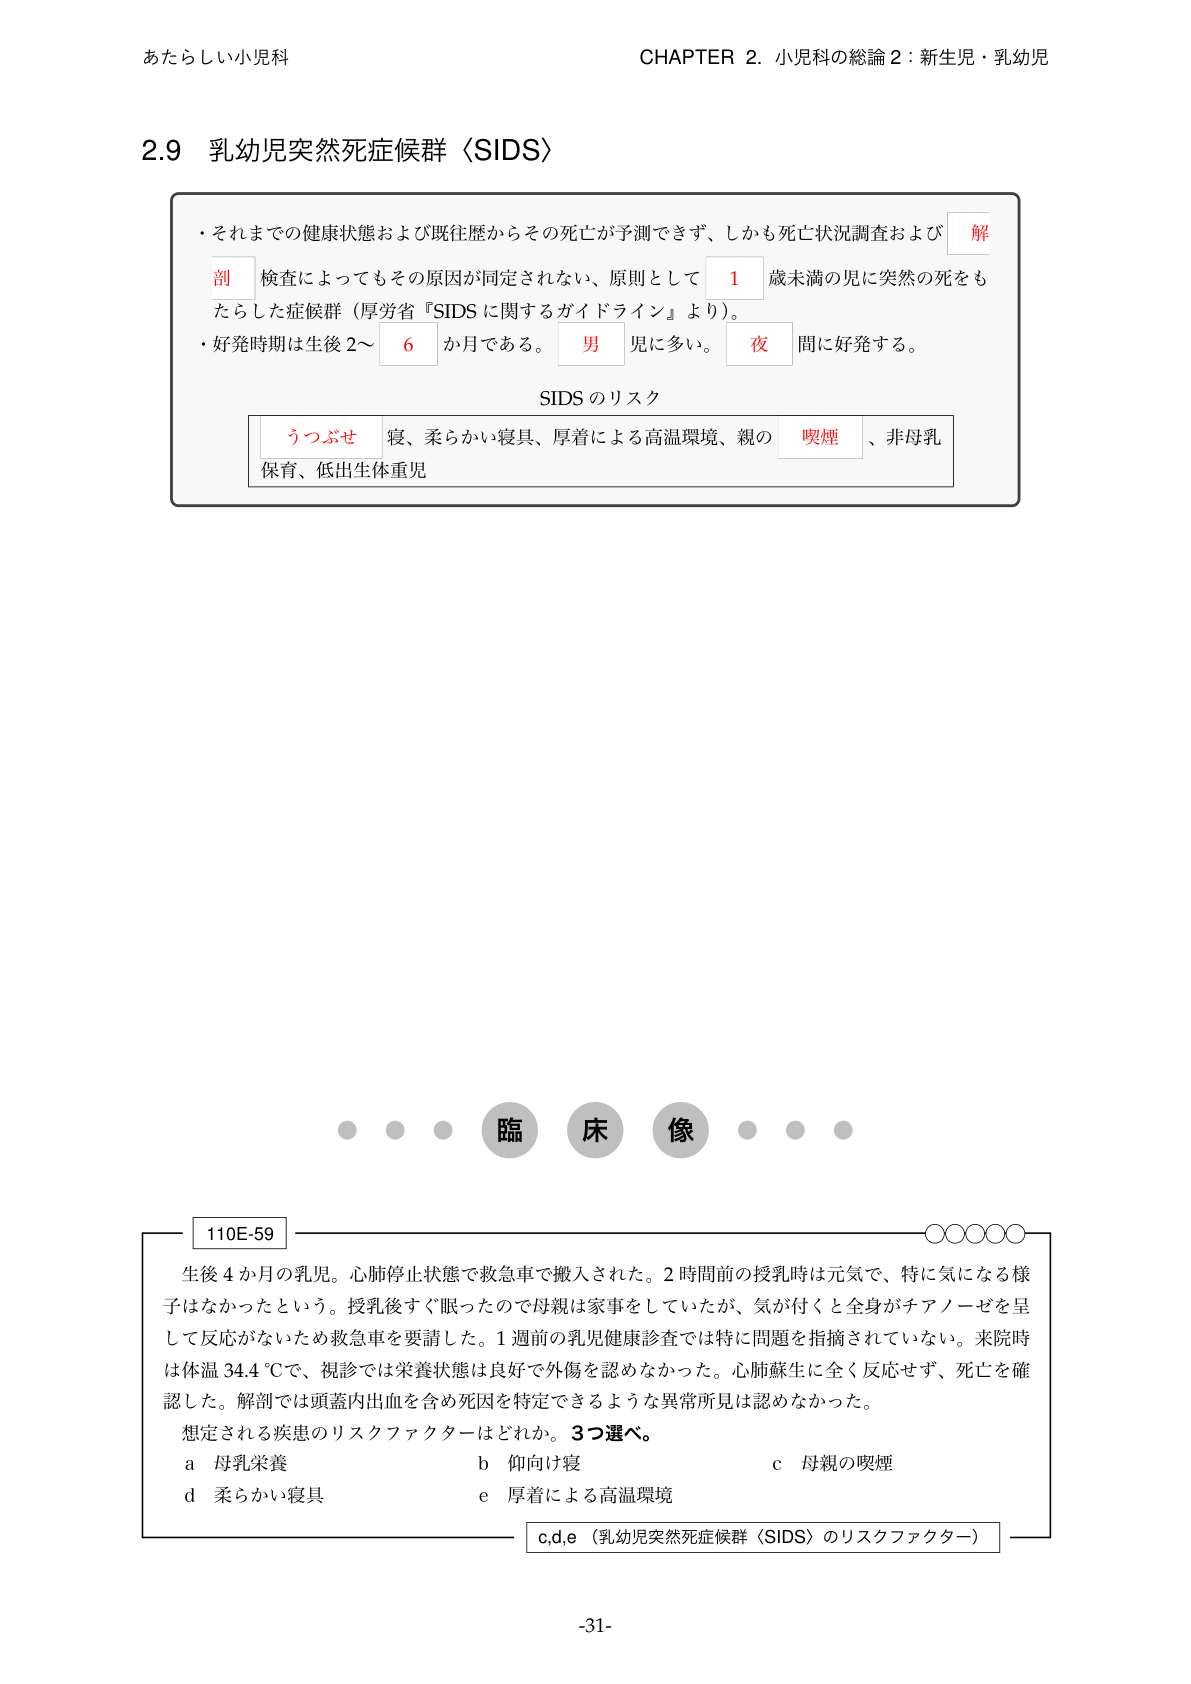 あたらしい小児科
CHAPTER 2. 小児科の総論2：新生児・乳幼児
2.9 乳幼児突然死症候群〈SIDS〉
・それまでの健康状態および既往歴からその死亡が予測できず、しかも死亡状況調査および 解
剖 検査によってもその原因が同定されない、原則として 1 歳未満の児に突然の死をも
たらした症候群（厚労省『SIDS に関するガイドライン』より）。
・好発時期は生後 2〜 6 か月である。 男 児に多い。 夜 間に好発する。
SIDS のリスク
うつぶせ 寝、柔らかい寝具、厚着による高温環境、親の 喫煙 、非母乳
保育、低出生体重児
臨床像
110E-59
生後 4 か月の乳児。心肺停止状態で救急車で搬入された。2 時間前の授乳時は元気で、特に気になる様
子はなかったという。授乳後すぐ眠ったので母親は家事をしていたが、気が付くと全身がチアノーゼを呈
して反応がないため救急車を要請した。1 週前の乳児健康診査では特に問題を指摘されていない。来院時
は体温 34.4 ℃で、視診では栄養状態は良好で外傷を認めなかった。心肺蘇生に全く反応せず、死亡を確
認した。解剖では頭蓋内出血を含め死因を特定できるような異常所見は認めなかった。
想定される疾患のリスクファクターはどれか。3つ選べ。
a 母乳栄養 b 仰向け寝 c 母親の喫煙
d 柔らかい寝具 e 厚着による高温環境
c,d,e （乳幼児突然死症候群〈SIDS〉のリスクファクター）
-31-